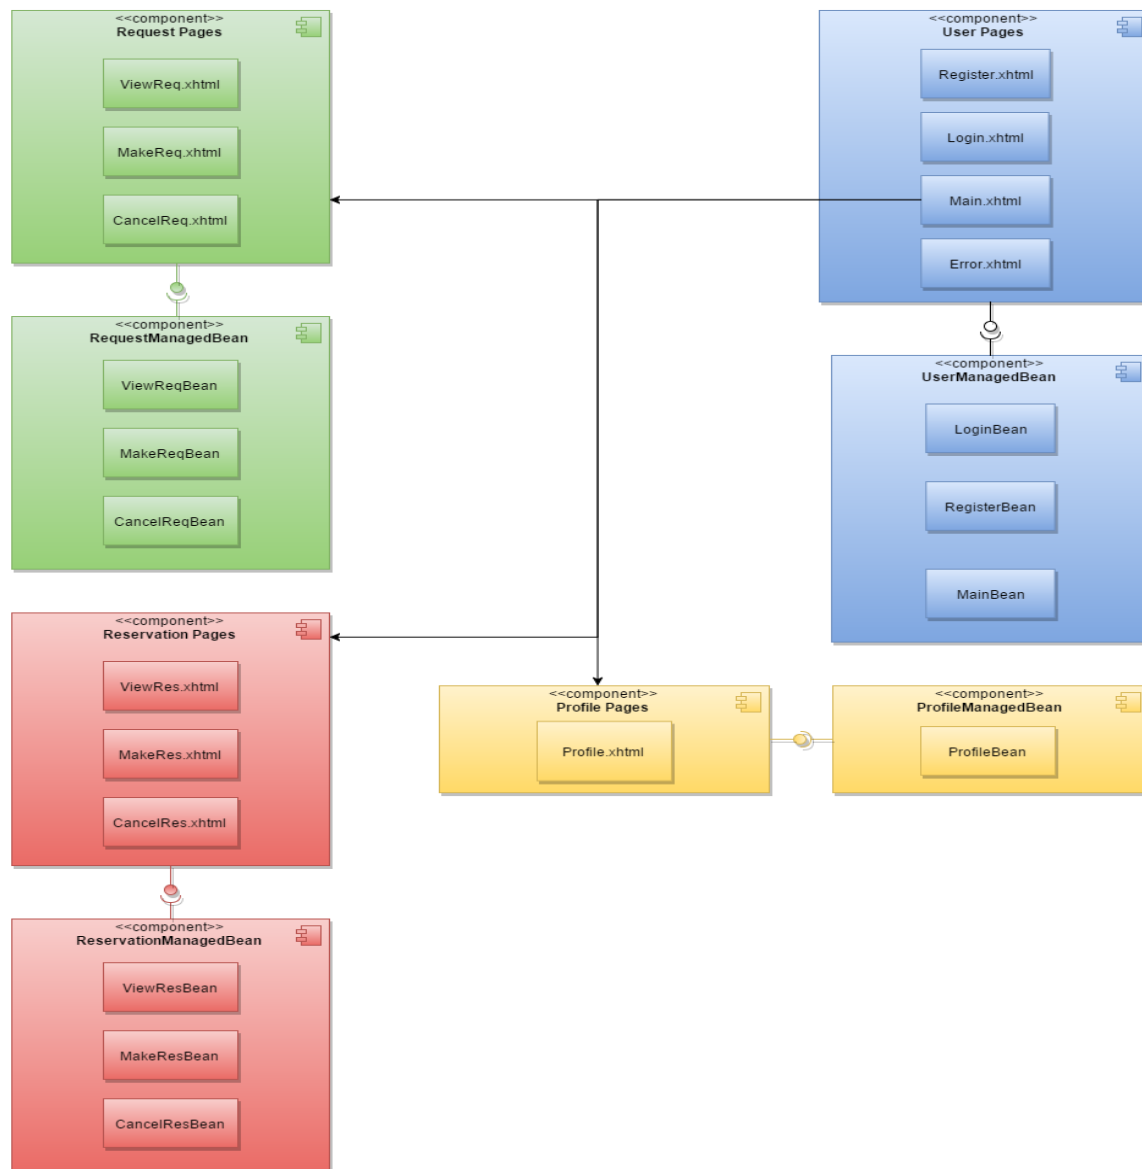 <<component>>
Request Pages
ViewReq.xhtml
MakeReq.xhtml
CancelReq.xhtml
<<component>>
User Pages
Register.xhtml
Login.xhtml
Main.xhtml
Error.xhtml
<<component>>
RequestManagedBean
ViewReqBean
MakeReqBean
CancelReqBean
<<component>>
UserManagedBean
LoginBean
RegisterBean
MainBean
<<component>>
Reservation Pages
ViewRes.xhtml
MakeRes.xhtml
CancelRes.xhtml
<<component>>
Profile Pages
Profile.xhtml
<<component>>
ProfileManagedBean
ProfileBean
<<component>>
ReservationManagedBean
ViewResBean
MakeResBean
CancelResBean